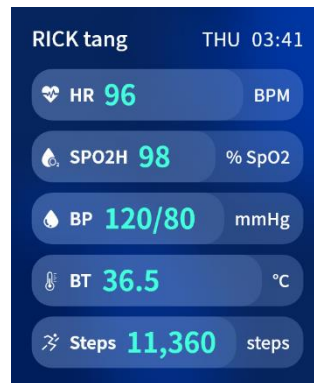 RICK tang THU 03:41
HR 96 BPM
SPO2H 98 % SpO2
BP 120/80 mmHg
BT 36.5 °C
Steps 11,360 steps